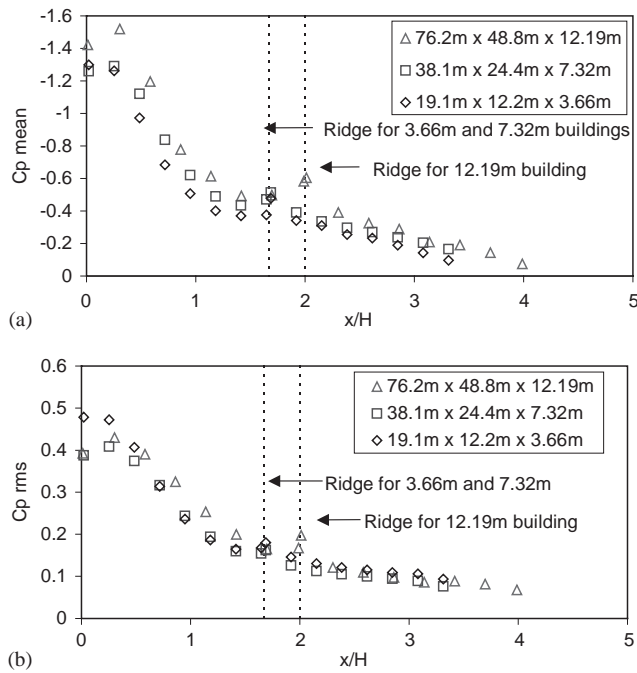 -1.6
-1.4
-1.2
-1
-0.8
-0.6
-0.4
-0.2
0
Cp mean
76.2m x 48.8m x 12.19m
38.1m x 24.4m x 7.32m
19.1m x 12.2m x 3.66m
Ridge for 3.66m and 7.32m buildings
Ridge for 12.19m building
0 1 2 3 4 5
(a)
x/H
0.6
0.5
0.4
0.3
0.2
0.1
0
Cp rms
76.2m x 48.8m x 12.19m
38.1m x 24.4m x 7.32m
19.1m x 12.2m x 3.66m
Ridge for 3.66m and 7.32m
Ridge for 12.19m building
0 1 2 3 4 5
(b)
x/H